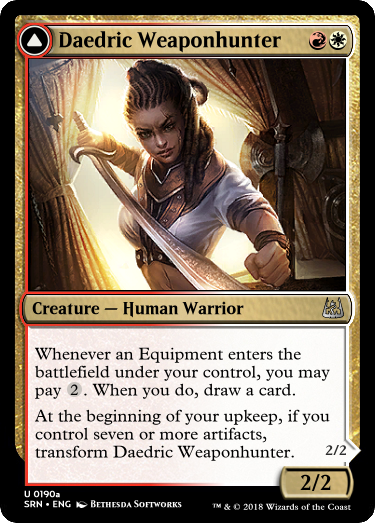 Daedric Weaponhunter
Creature — Human Warrior
Whenever an Equipment enters the
battlefield under your control, you may
pay 2. When you do, draw a card.
At the beginning of your upkeep, if you
control seven or more artifacts,
transform Daedric Weaponhunter.
2/2
2/2
U 0190a
SRN • ENG Bethesda Softworks
™ & © 2018 Wizards of the Coast